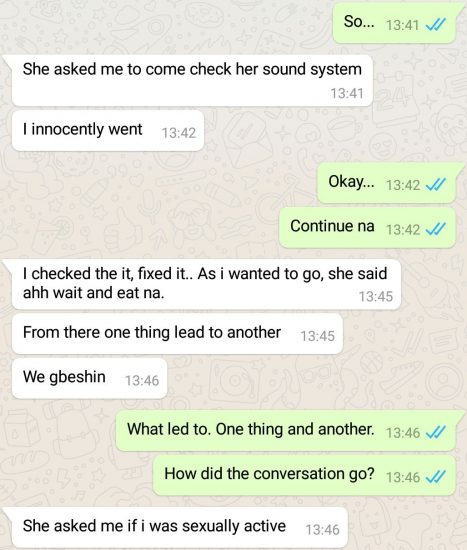 So... 13:41
She asked me to come check her sound system
13:41
I innocently went 13:42
Okay... 13:42
Continue na 13:42
I checked the it, fixed it.. As i wanted to go, she said
ahh wait and eat na. 13:45
From there one thing lead to another 13:45
We gbeshin 13:46
What led to. One thing and another. 13:46
How did the conversation go? 13:46
She asked me if i was sexually active 13:46